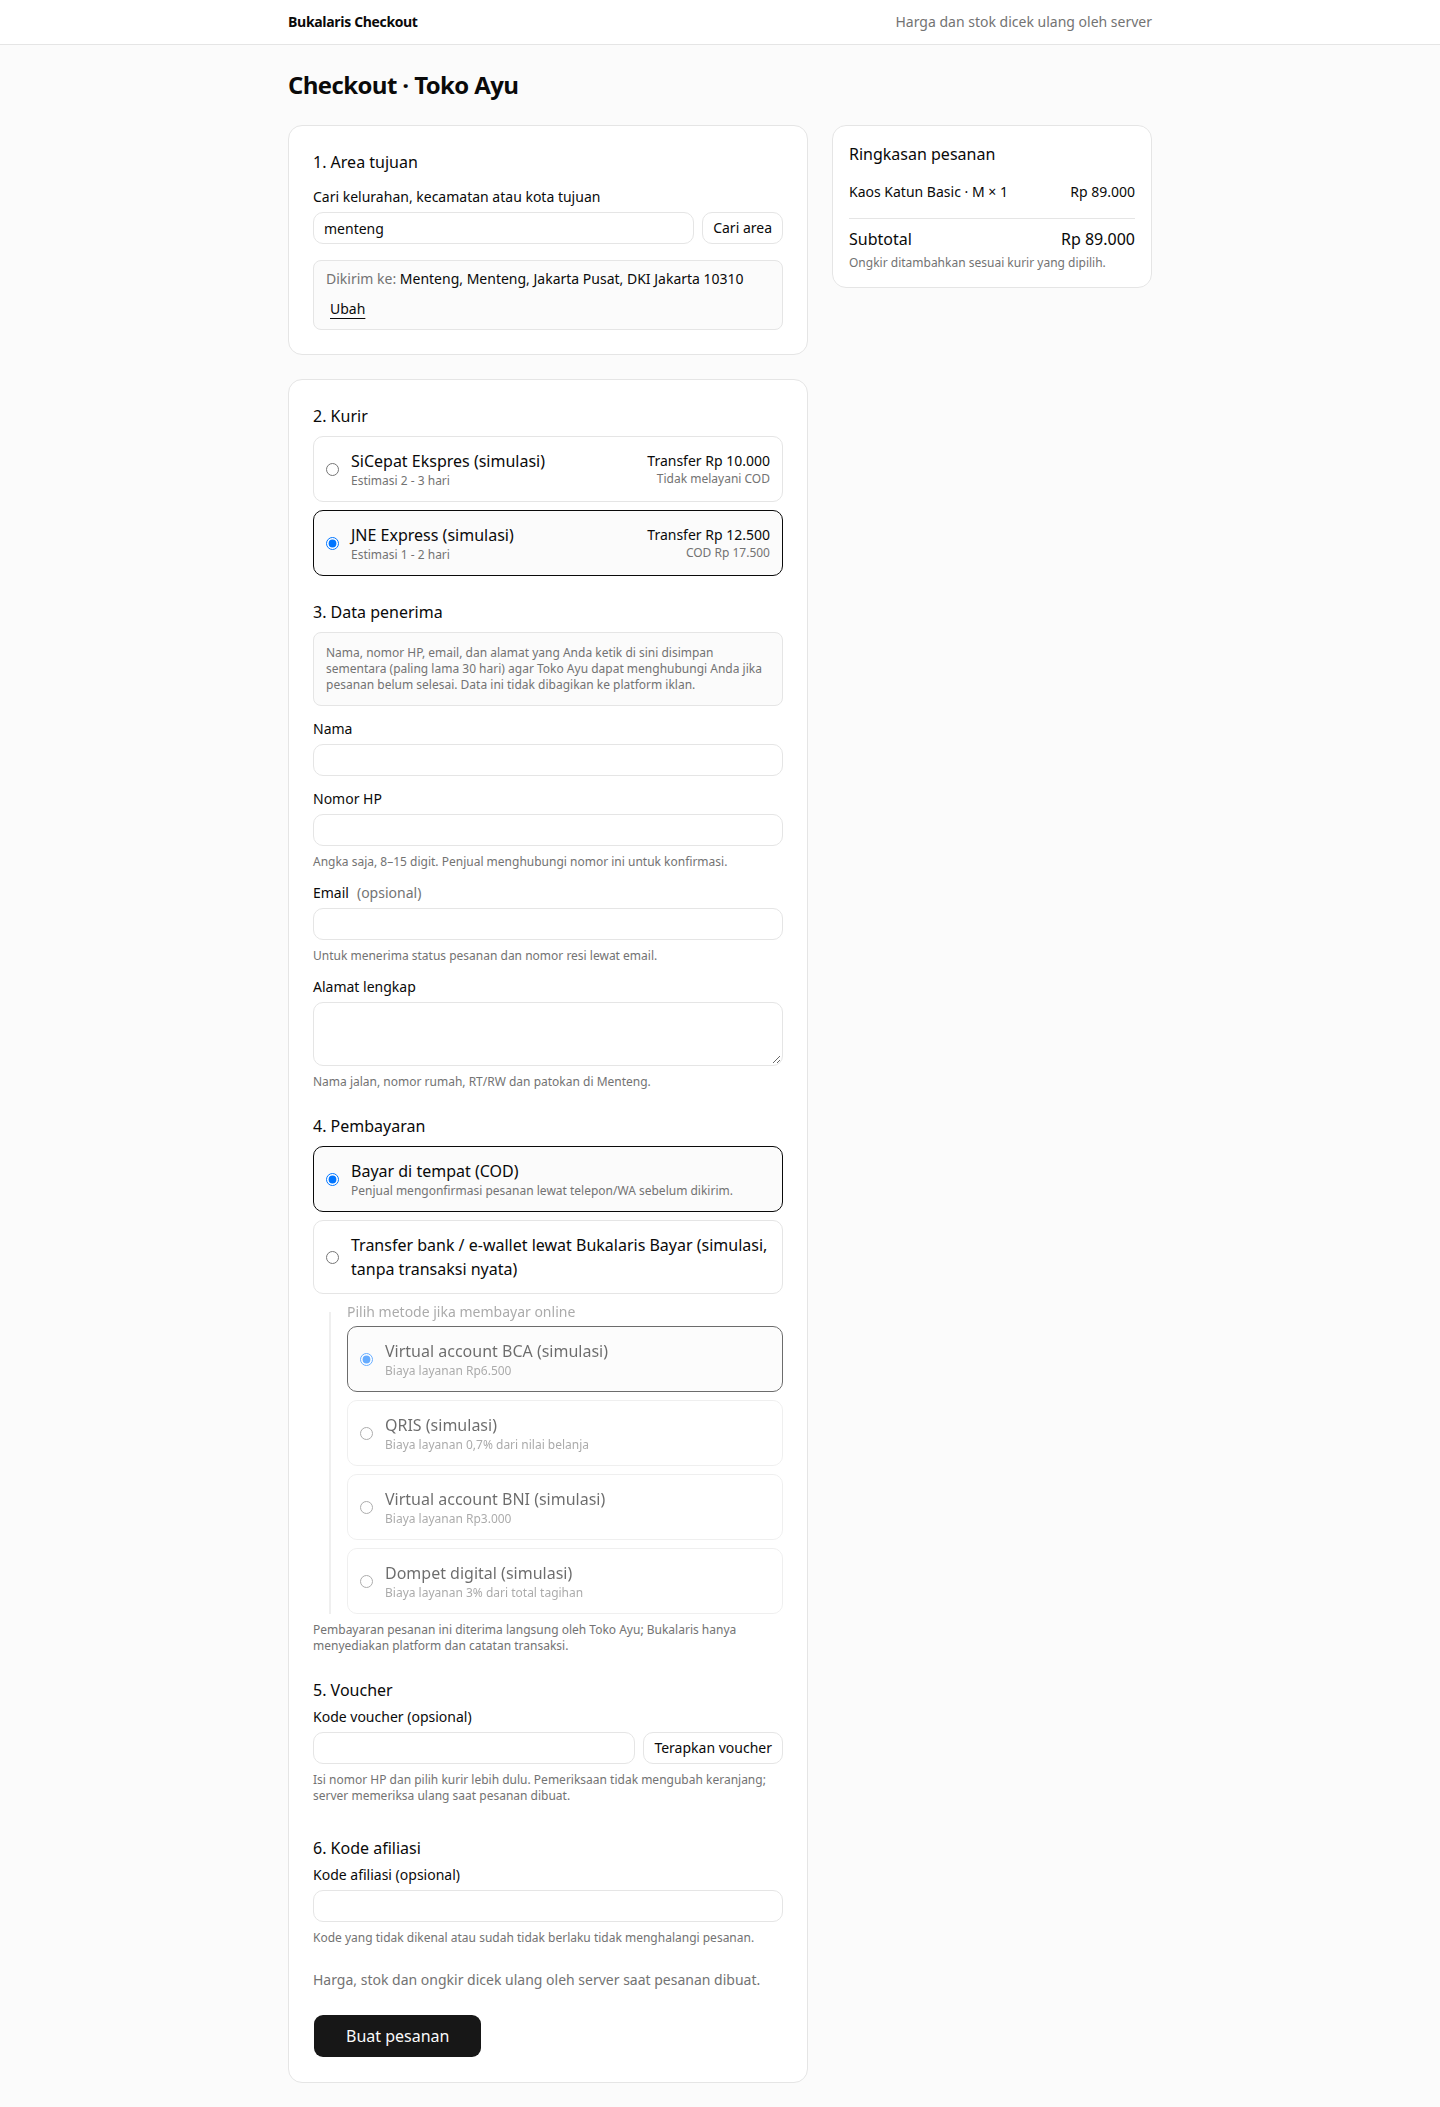 Bukalaris Checkout
Harga dan stok dicek ulang oleh server
Checkout · Toko Ayu
1. Area tujuan
Cari kelurahan, kecamatan atau kota tujuan
menteng
Cari area
Dikirim ke: Menteng, Menteng, Jakarta Pusat, DKI Jakarta 10310
Ubah
Ringkasan pesanan
Kaos Katun Basic · M × 1
Rp 89.000
Subtotal
Rp 89.000
Ongkir ditambahkan sesuai kurir yang dipilih.
2. Kurir
SiCepat Ekspres (simulasi)
Estimasi 2 - 3 hari
Transfer Rp 10.000
Tidak melayani COD
JNE Express (simulasi)
Estimasi 1 - 2 hari
Transfer Rp 12.500
COD Rp 17.500
3. Data penerima
Nama, nomor HP, email, dan alamat yang Anda ketik di sini disimpan
sementara (paling lama 30 hari) agar Toko Ayu dapat menghubungi Anda jika
pesanan belum selesai. Data ini tidak dibagikan ke platform iklan.
Nama
Nomor HP
Angka saja, 8–15 digit. Penjual menghubungi nomor ini untuk konfirmasi.
Email (opsional)
Untuk menerima status pesanan dan nomor resi lewat email.
Alamat lengkap
Nama jalan, nomor rumah, RT/RW dan patokan di Menteng.
4. Pembayaran
Bayar di tempat (COD)
Penjual mengonfirmasi pesanan lewat telepon/WA sebelum dikirim.
Transfer bank / e-wallet lewat Bukalaris Bayar (simulasi,
tanpa transaksi nyata)
Pilih metode jika membayar online
Virtual account BCA (simulasi)
Biaya layanan Rp6.500
QRIS (simulasi)
Biaya layanan 0,7% dari nilai belanja
Virtual account BNI (simulasi)
Biaya layanan Rp3.000
Dompet digital (simulasi)
Biaya layanan 3% dari total tagihan
Pembayaran pesanan ini diterima langsung oleh Toko Ayu; Bukalaris hanya
menyediakan platform dan catatan transaksi.
5. Voucher
Kode voucher (opsional)
Terapkan voucher
Isi nomor HP dan pilih kurir lebih dulu. Pemeriksaan tidak mengubah keranjang;
server memeriksa ulang saat pesanan dibuat.
6. Kode afiliasi
Kode afiliasi (opsional)
Kode yang tidak dikenal atau sudah tidak berlaku tidak menghalangi pesanan.
Harga, stok dan ongkir dicek ulang oleh server saat pesanan dibuat.
Buat pesanan